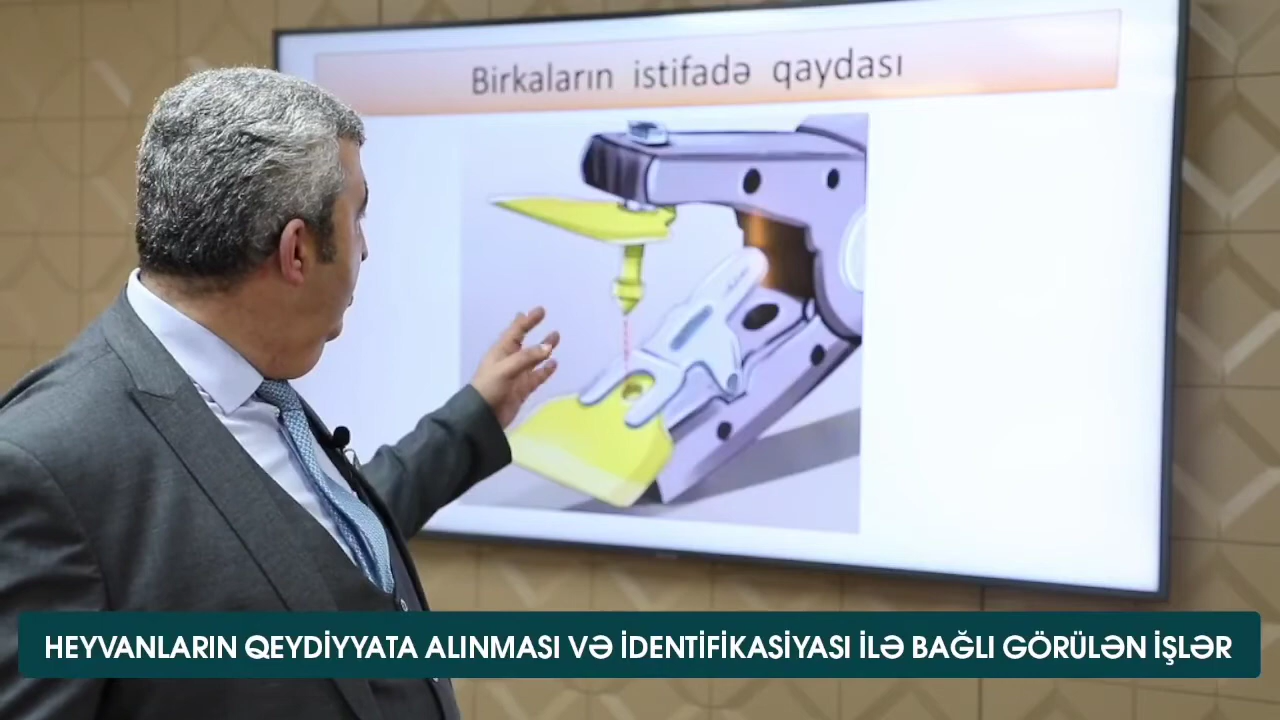 Birkaların istifadə qaydası
HEYVANLARIN QEYDİYYATA ALINMASI VƏ İDENTİFİKASİYASI İLƏ BAĞLI GÖRÜLƏN İŞLƏR